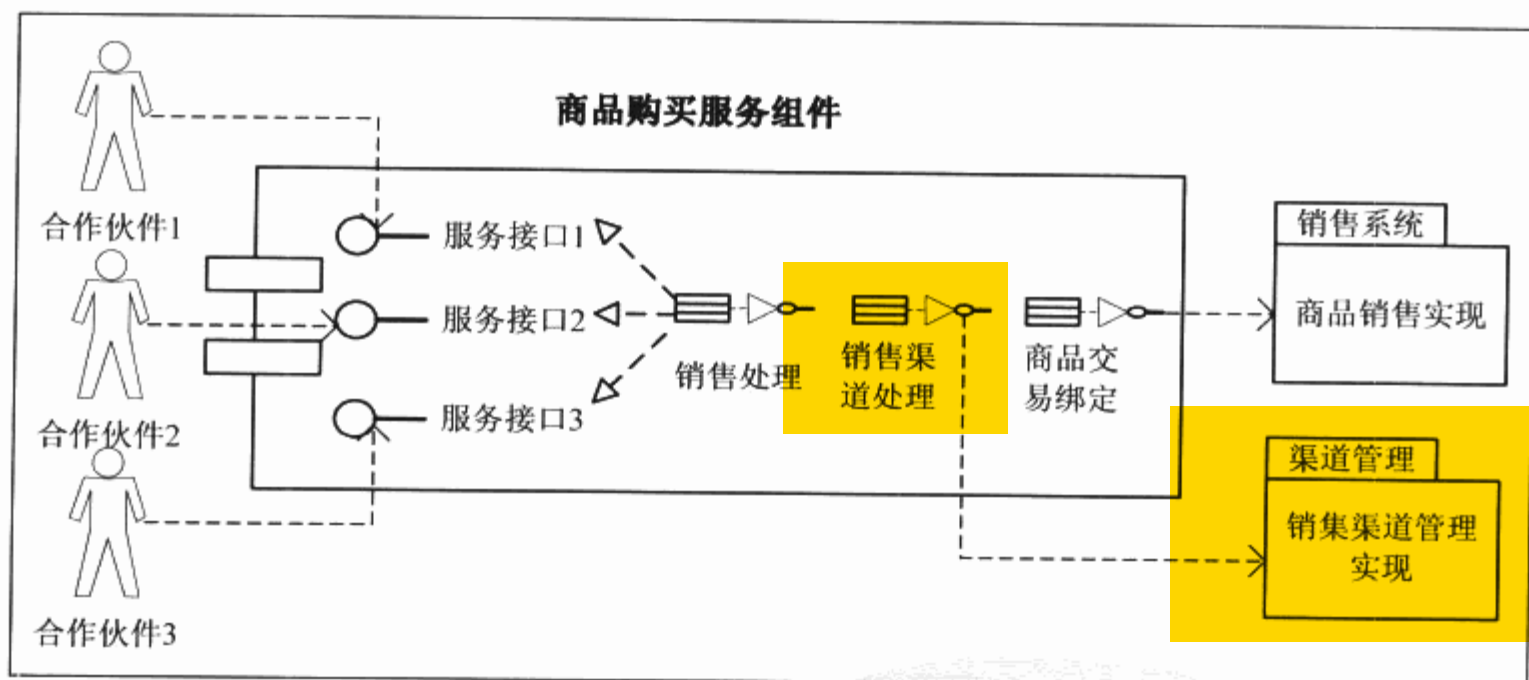 商品购买服务组件
合作伙件1
服务接口1
销售系统
商品销售实现
服务接口2
销售处理
销售渠
道处理
商品交
易绑定
合作伙件2
服务接口3
渠道管理
销集渠道管理
实现
合作伙件3